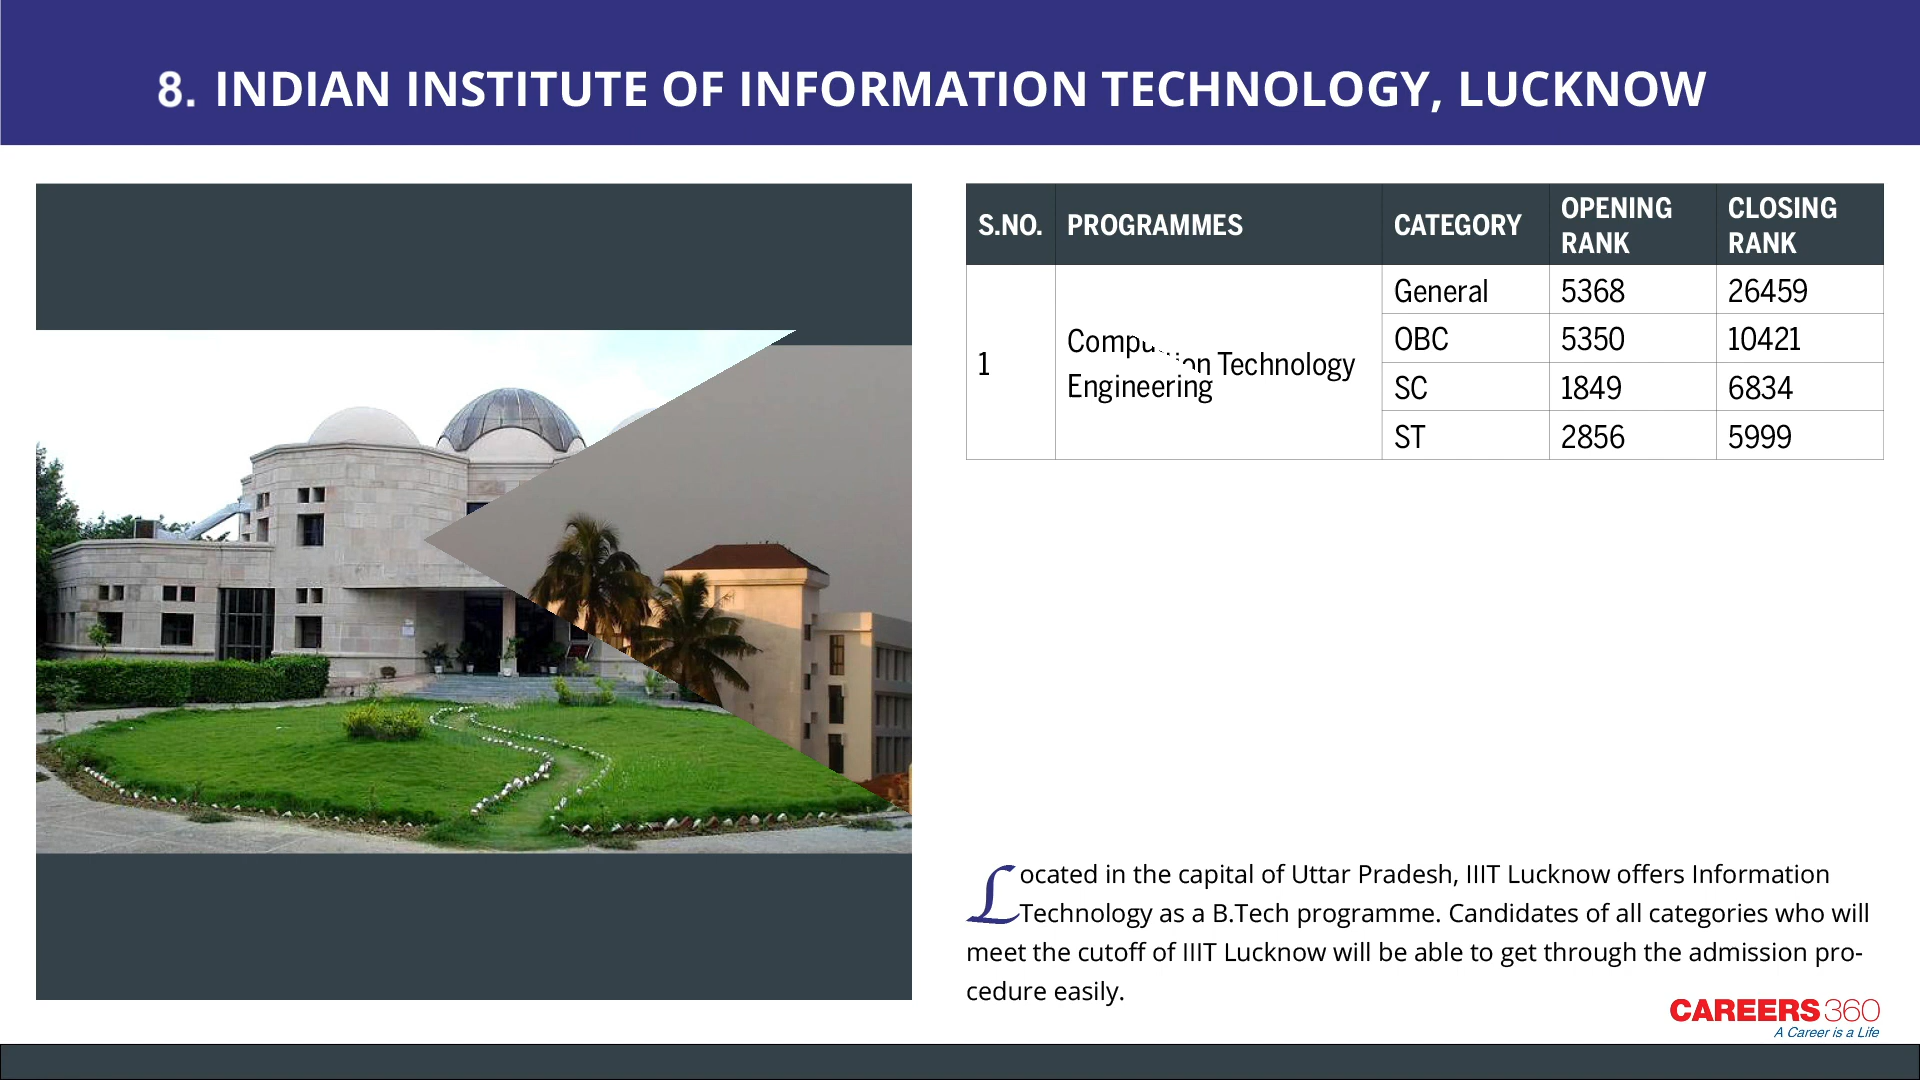 8. INDIAN INSTITUTE OF INFORMATION TECHNOLOGY, LUCKNOW
S.NO. PROGRAMMES CATEGORY OPENING RANK CLOSING RANK
1
Technology
Engineering
General 5368 26459
OBC 5350 10421
SC 1849 6834
ST 2856 5999
Located in the capital of Uttar Pradesh, IIIT Lucknow offers Information
Technology as a B.Tech programme. Candidates of all categories who will
meet the cutoff of IIIT Lucknow will be able to get through the admission pro-
cedure easily.
CAREERS360
A Career is a Life